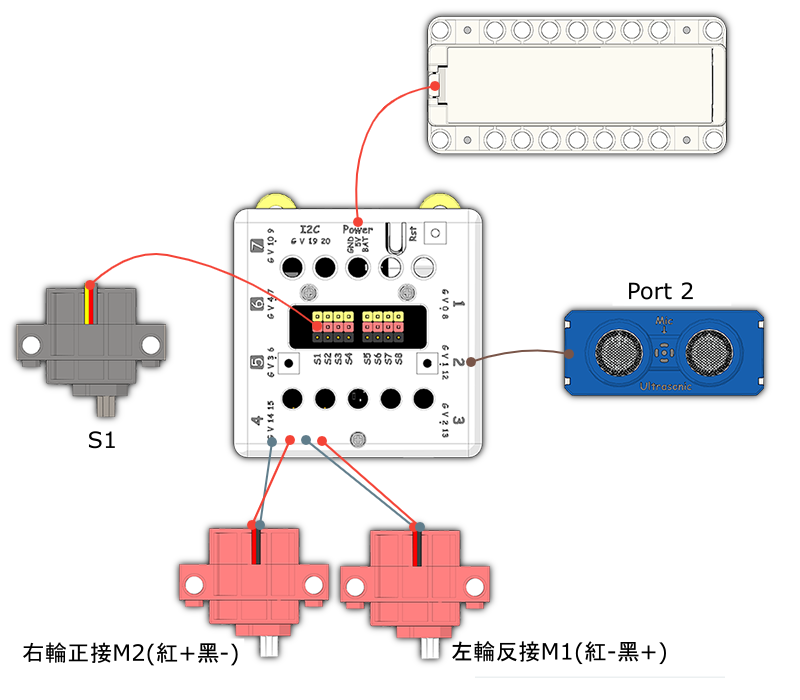 I2C
G V 19 20
Power
GND
5V
BAT
Rst
7
G V 10 9
6
G V 4 7
1
G V 0 8
S1 S2 S3 S4 S5 S6 S7 S8
5
G V 3 6
2
G V 1 12
4
V 14 15
3
G V 2 13
Port 2
Mic
Ultrasonic
S1
右輪正接M2(紅+黑-)
左輪反接M1(紅-黑+)